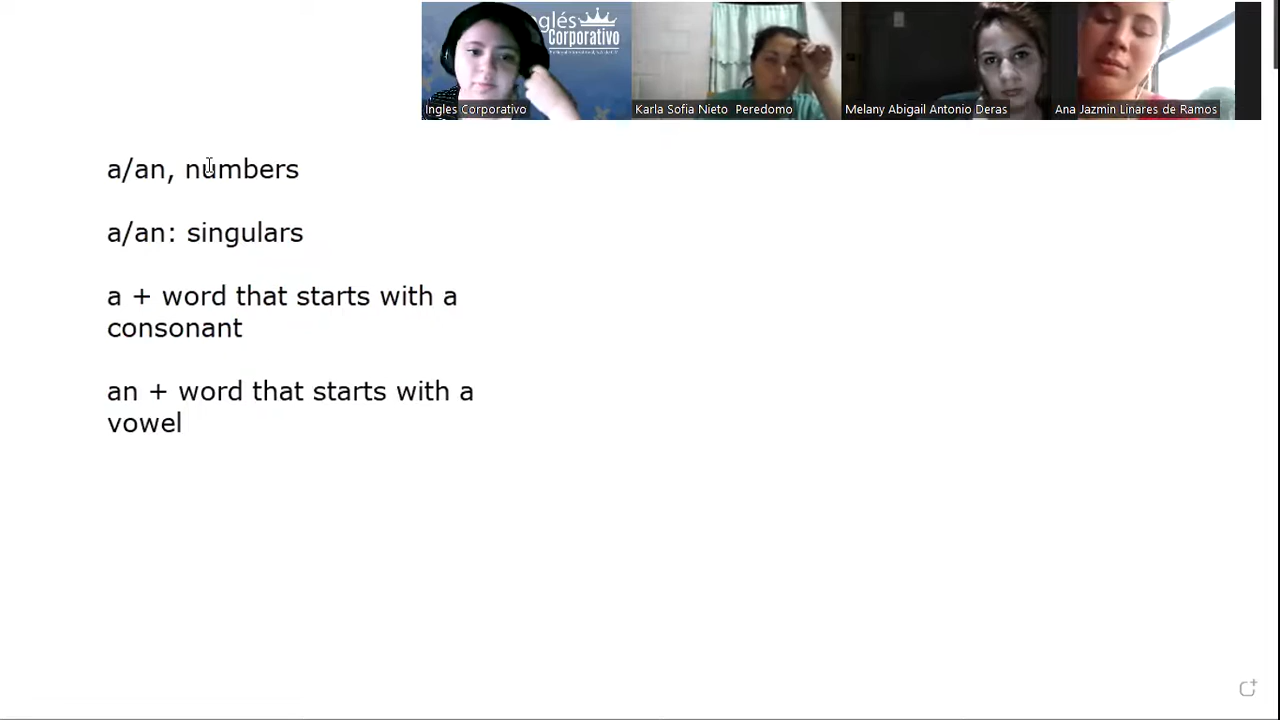 Inglés
Corporativo
Ingles Corporativo
Karla Sofia Nieto Peredomo
Melany Abigail Antonio Deras
Ana Jazmin Linares de Ramos
a/an, numbers
a/an: singulars
a + word that starts with a
consonant
an + word that starts with a
vowel